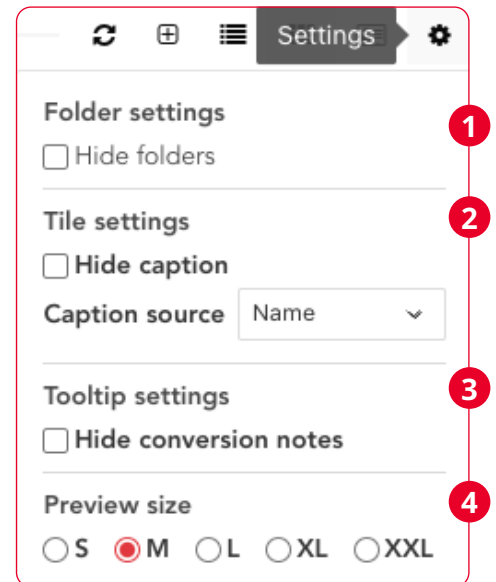 Settings
Folder settings
1
Hide folders
Tile settings
2
Hide caption
Caption source Name
Tooltip settings
3
Hide conversion notes
Preview size
4
S M L XL XXL